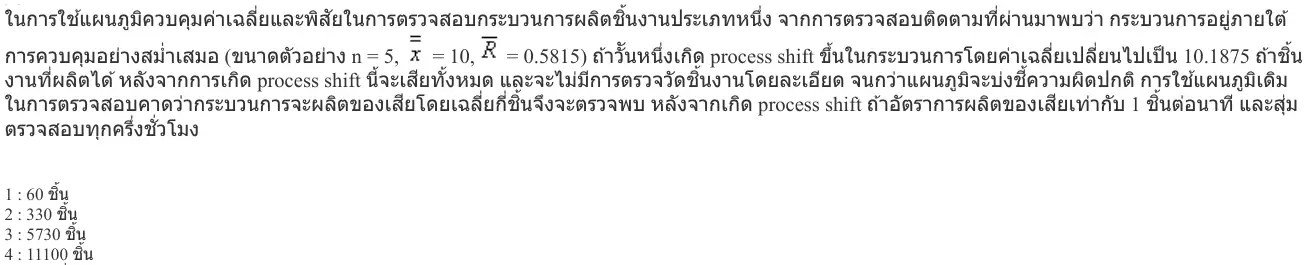 ในการใช้แผนภูมิควบคุมค่าเฉลี่ยและพิสัยในการตรวจสอบกระบวนการผลิตชิ้นงานประเภทหนึ่ง จากการตรวจสอบติดตามที่ผ่านมาพบว่า กระบวนการอยู่ภายใต้
การควบคุมอย่างสม่ำเสมอ (ขนาดตัวอย่าง n = 5, x̿ = 10, R̅ = 0.5815) ถ้าวันหนึ่งเกิด process shift ขึ้นในกระบวนการโดยค่าเฉลี่ยเปลี่ยนไปเป็น 10.1875 ถ้าชิ้น
งานที่ผลิตได้ หลังจากการเกิด process shift นี้จะเสียทั้งหมด และจะไม่มีการตรวจวัดชิ้นงานโดยละเอียด จนกว่าแผนภูมิจะบ่งชี้ความผิดปกติ การใช้แผนภูมิเดิม
ในการตรวจสอบคาดว่ากระบวนการจะผลิตของเสียโดยเฉลี่ยกี่ชิ้นจึงจะตรวจพบ หลังจากเกิด process shift ถ้าอัตราการผลิตของเสียเท่ากับ 1 ชิ้นต่อนาที และสุ่ม
ตรวจสอบทุกครึ่งชั่วโมง
1 : 60 ชิ้น
2 : 330 ชิ้น
3 : 5730 ชิ้น
4 : 11100 ชิ้น